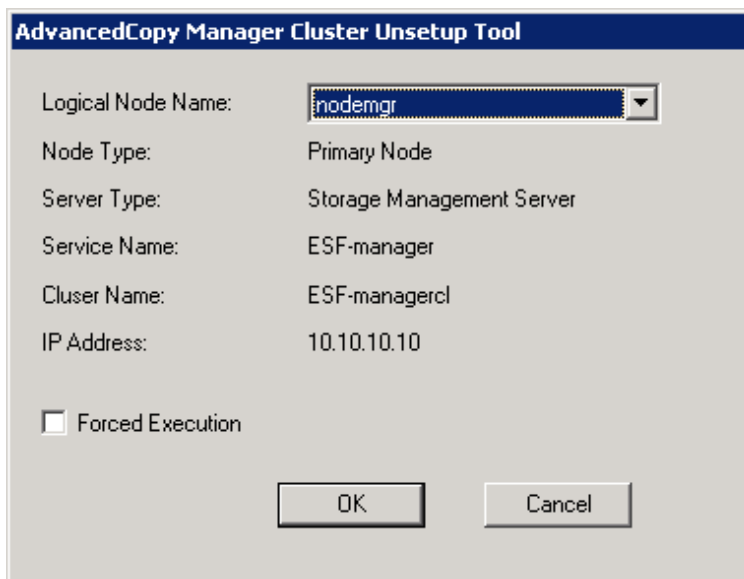 AdvancedCopy Manager Cluster Unsetup Tool
Logical Node Name: nodemgr
Node Type: Primary Node
Server Type: Storage Management Server
Service Name: ESF-manager
Cluser Name: ESF-managercl
IP Address: 10.10.10.10
Forced Execution
OK Cancel